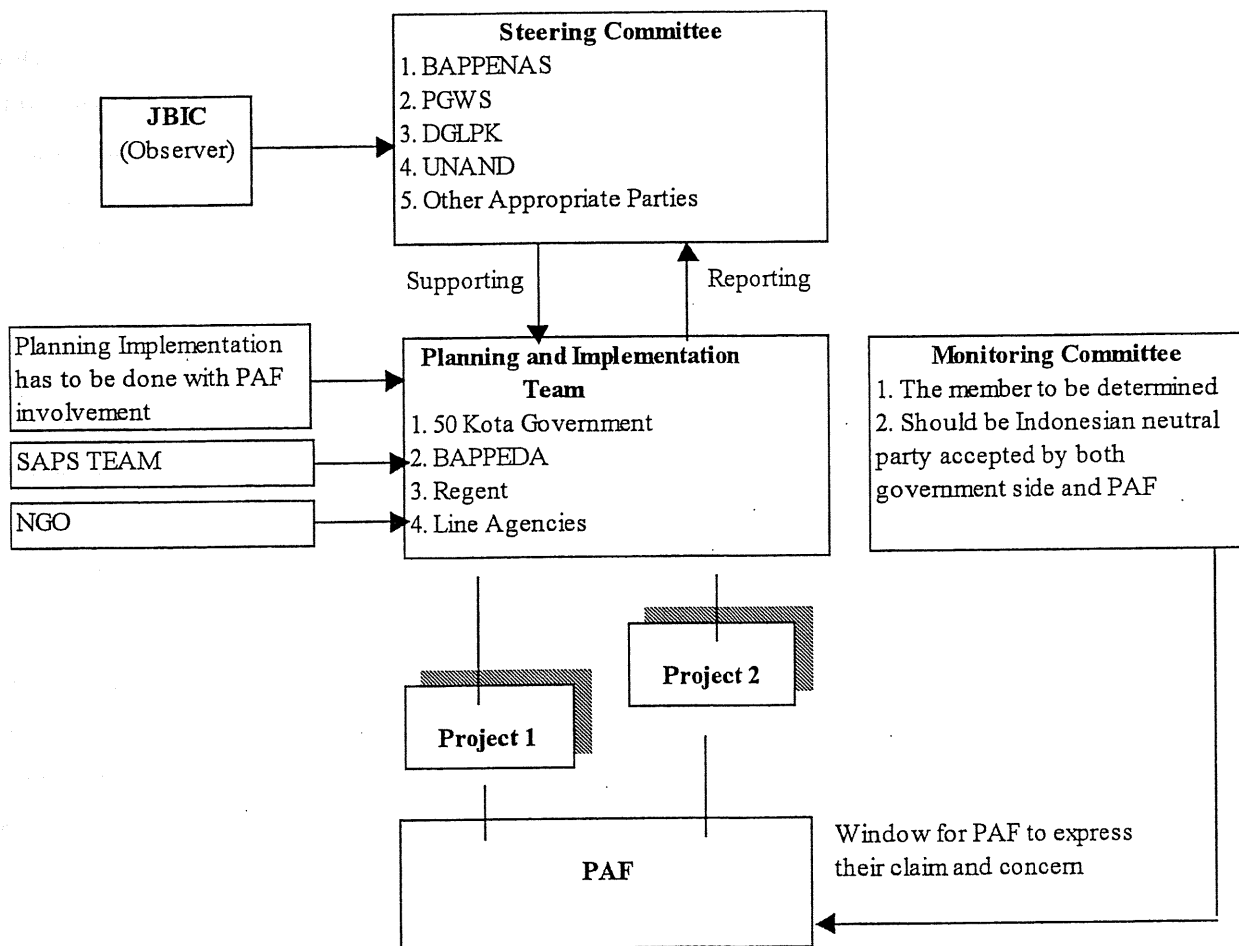 Steering Committee
1. BAPPENAS
2. PGWS
3. DGLPK
4. UNAND
5. Other Appropriate Parties
JBIC
(Observer)
Supporting
Reporting
Planning Implementation
has to be done with PAF
involvement
SAPS TEAM
NGO
Planning and Implementation
Team
1. 50 Kota Government
2. BAPPEDA
3. Regent
4. Line Agencies
Monitoring Committee
1. The member to be determined
2. Should be Indonesian neutral
party accepted by both
government side and PAF
Project 2
Project 1
Window for PAF to express
their claim and concern
PAF